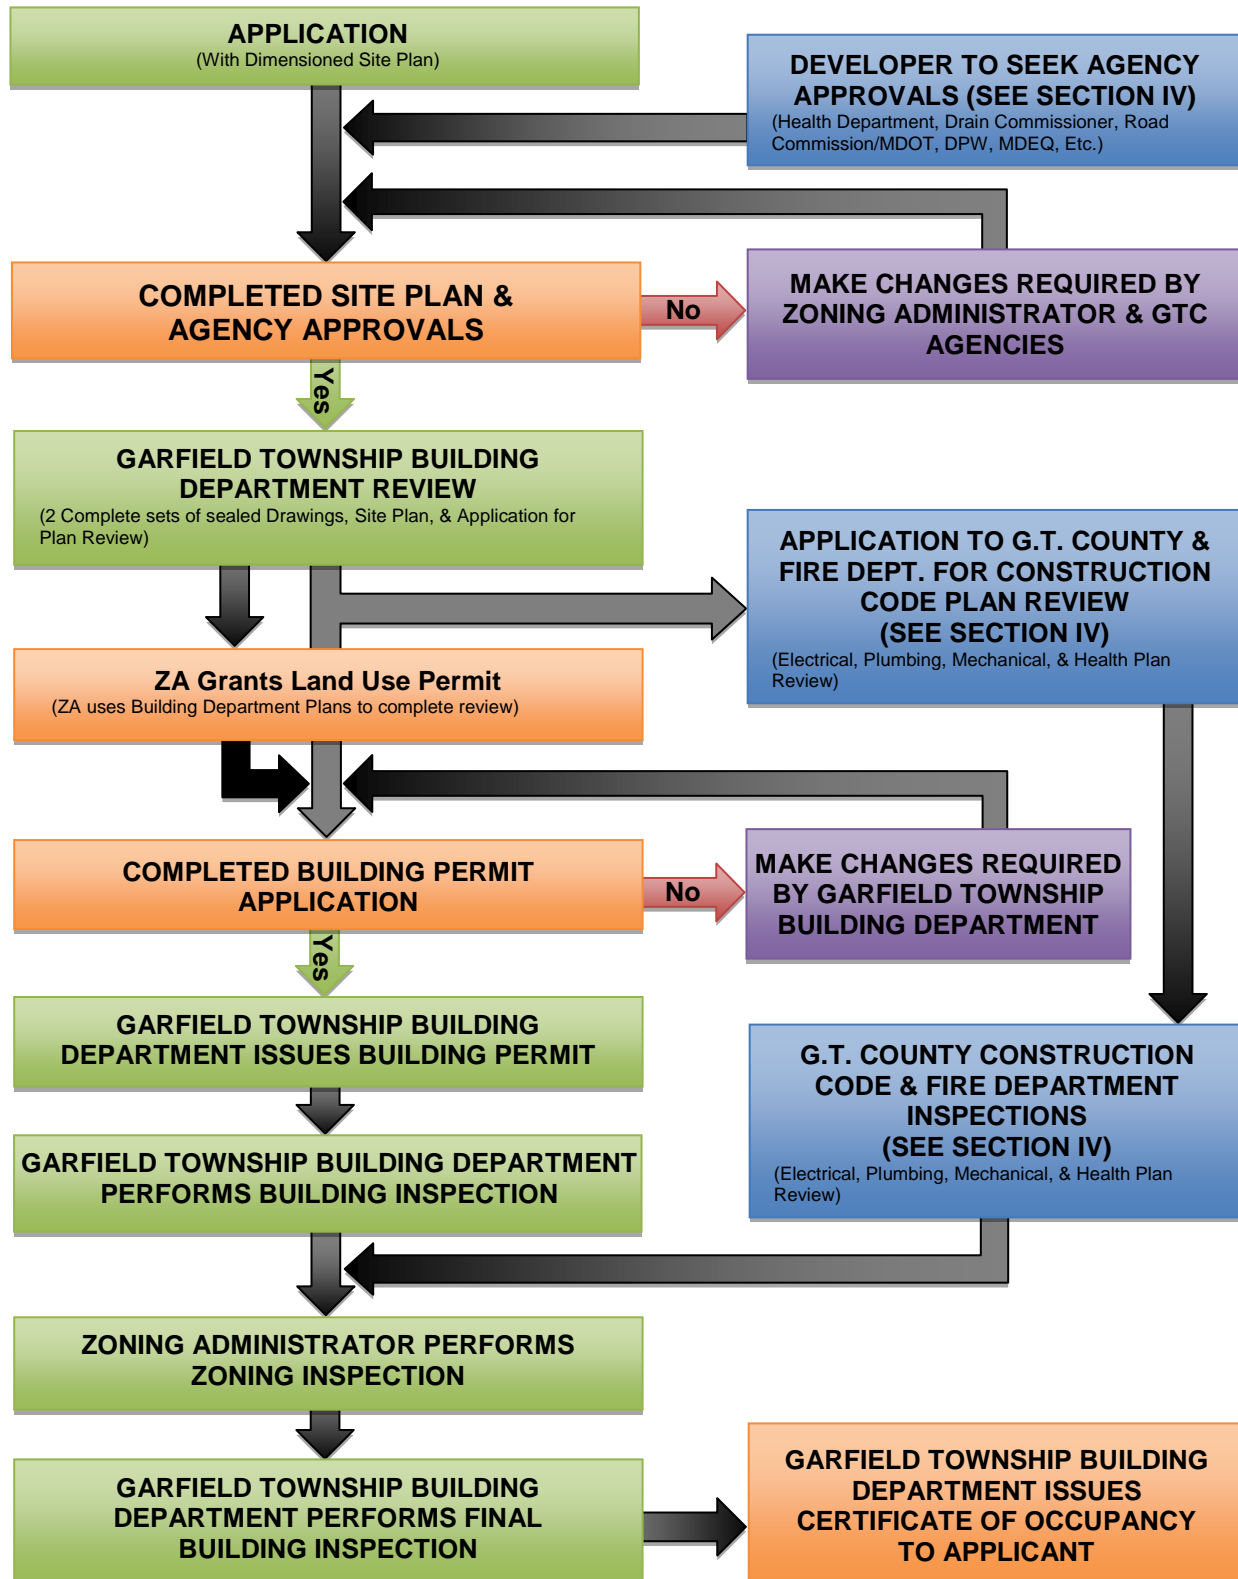 APPLICATION
(With Dimensioned Site Plan)
DEVELOPER TO SEEK AGENCY
APPROVALS (SEE SECTION IV)
(Health Department, Drain Commissioner, Road
Commission/MDOT, DPW, MDEQ, Etc.)
COMPLETED SITE PLAN &
AGENCY APPROVALS
No
MAKE CHANGES REQUIRED BY
ZONING ADMINISTRATOR & GTC
AGENCIES
Yes
GARFIELD TOWNSHIP BUILDING
DEPARTMENT REVIEW
(2 Complete sets of sealed Drawings, Site Plan, & Application for
Plan Review)
APPLICATION TO G.T. COUNTY &
FIRE DEPT. FOR CONSTRUCTION
CODE PLAN REVIEW
(SEE SECTION IV)
(Electrical, Plumbing, Mechanical, & Health Plan
Review)
ZA Grants Land Use Permit
(ZA uses Building Department Plans to complete review)
COMPLETED BUILDING PERMIT
APPLICATION
No
MAKE CHANGES REQUIRED
BY GARFIELD TOWNSHIP
BUILDING DEPARTMENT
Yes
GARFIELD TOWNSHIP BUILDING
DEPARTMENT ISSUES BUILDING PERMIT
G.T. COUNTY CONSTRUCTION
CODE & FIRE DEPARTMENT
INSPECTIONS
(SEE SECTION IV)
(Electrical, Plumbing, Mechanical, & Health Plan
Review)
GARFIELD TOWNSHIP BUILDING DEPARTMENT
PERFORMS BUILDING INSPECTION
ZONING ADMINISTRATOR PERFORMS
ZONING INSPECTION
GARFIELD TOWNSHIP BUILDING
DEPARTMENT PERFORMS FINAL
BUILDING INSPECTION
GARFIELD TOWNSHIP BUILDING
DEPARTMENT ISSUES
CERTIFICATE OF OCCUPANCY
TO APPLICANT